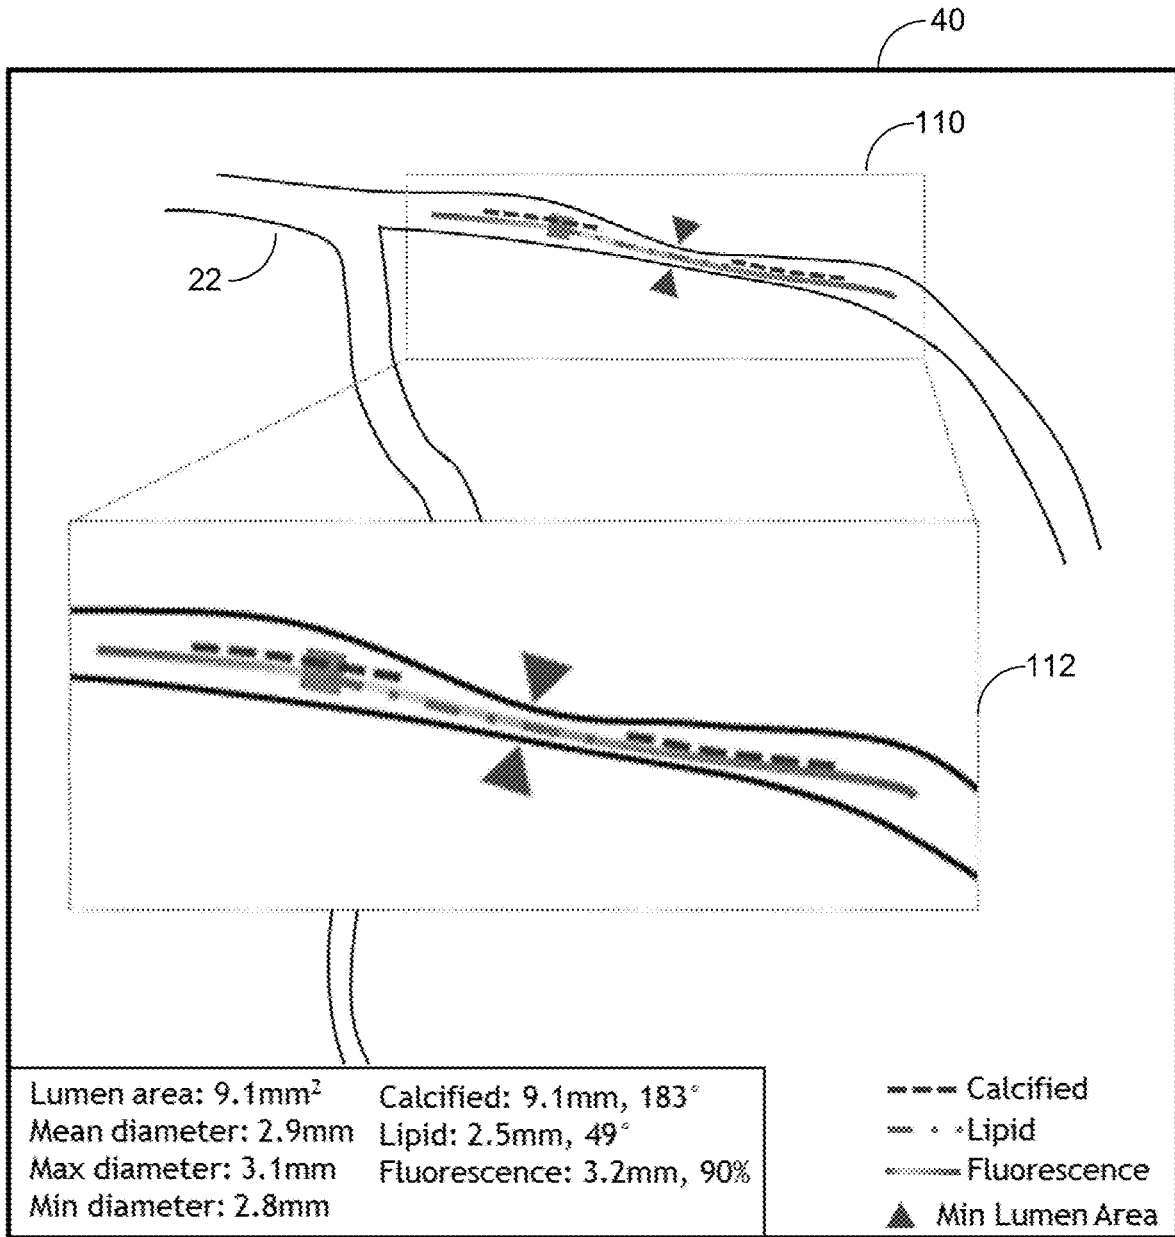 40
110
22
112
Lumen area: 9.1mm²
Mean diameter: 2.9mm
Max diameter: 3.1mm
Min diameter: 2.8mm
Calcified: 9.1mm, 183°
Lipid: 2.5mm, 49°
Fluorescence: 3.2mm, 90%
Calcified
Lipid
Fluorescence
Min Lumen Area